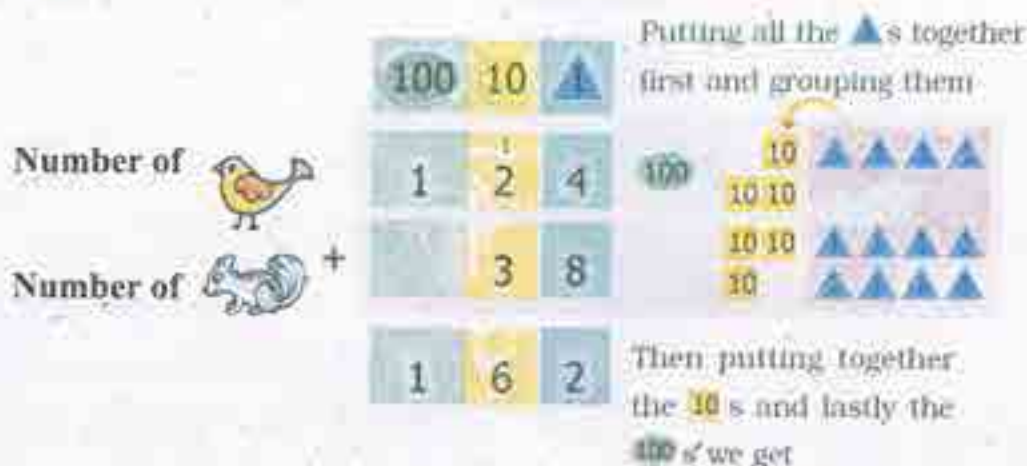 Putting all the s together
first and grouping them
100 10 1
Number of
1
1 2 4
100
10
10 10
Number of + 3 8
10 10
10
1 6 2
Then putting together
the 10 s and lastly the
100 s' we get